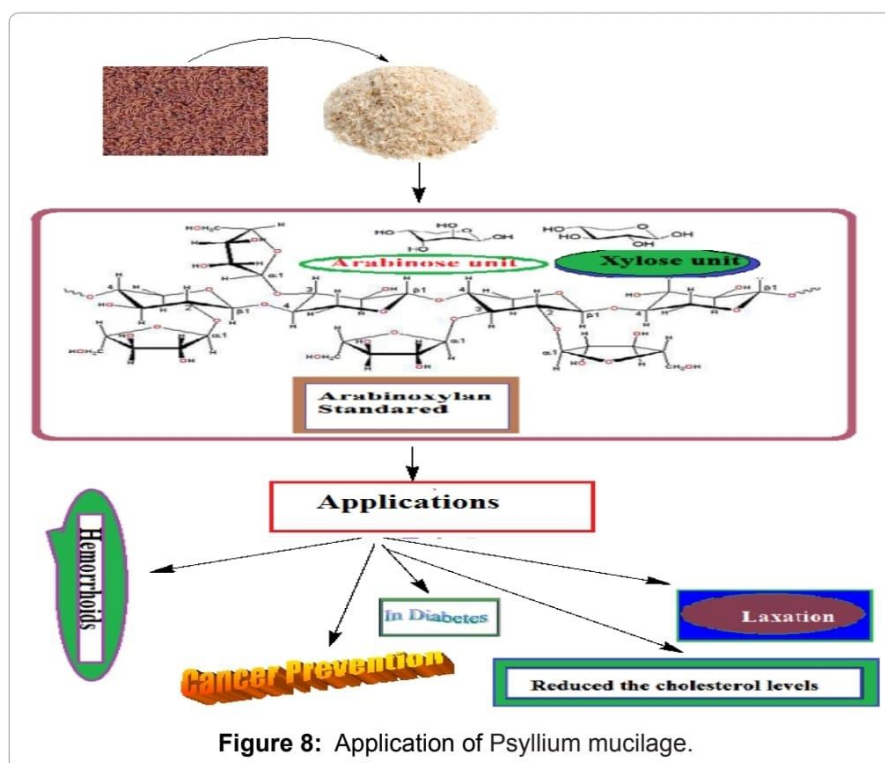 Arabinose unit
Xylose unit
Arabinoxylan
Standared
Applications
Hemorrhoids
In Diabetes
Laxation
Cancer Prevention
Reduced the cholesterol levels
Figure 8: Application of Psyllium mucilage.